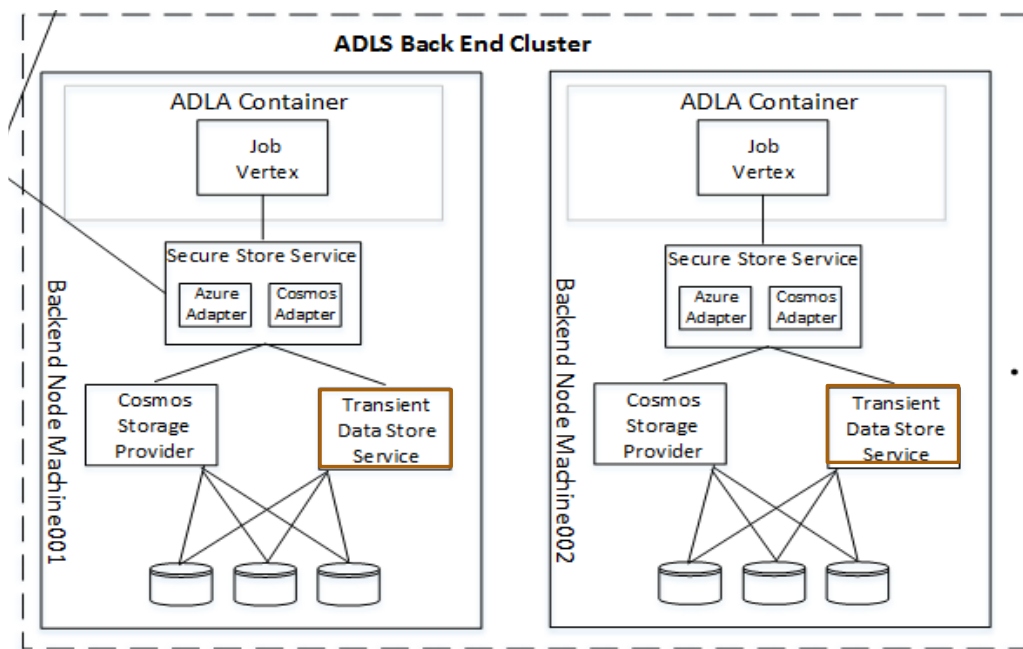 ADLS Back End Cluster
ADLA Container
Job
Vertex
Secure Store Service
Azure
Adapter
Cosmos
Adapter
Backend Node Machine001
Cosmos
Storage
Provider
Transient
Data Store
Service
ADLA Container
Job
Vertex
Secure Store Service
Azure
Adapter
Cosmos
Adapter
Backend Node Machine002
Cosmos
Storage
Provider
Transient
Data Store
Service